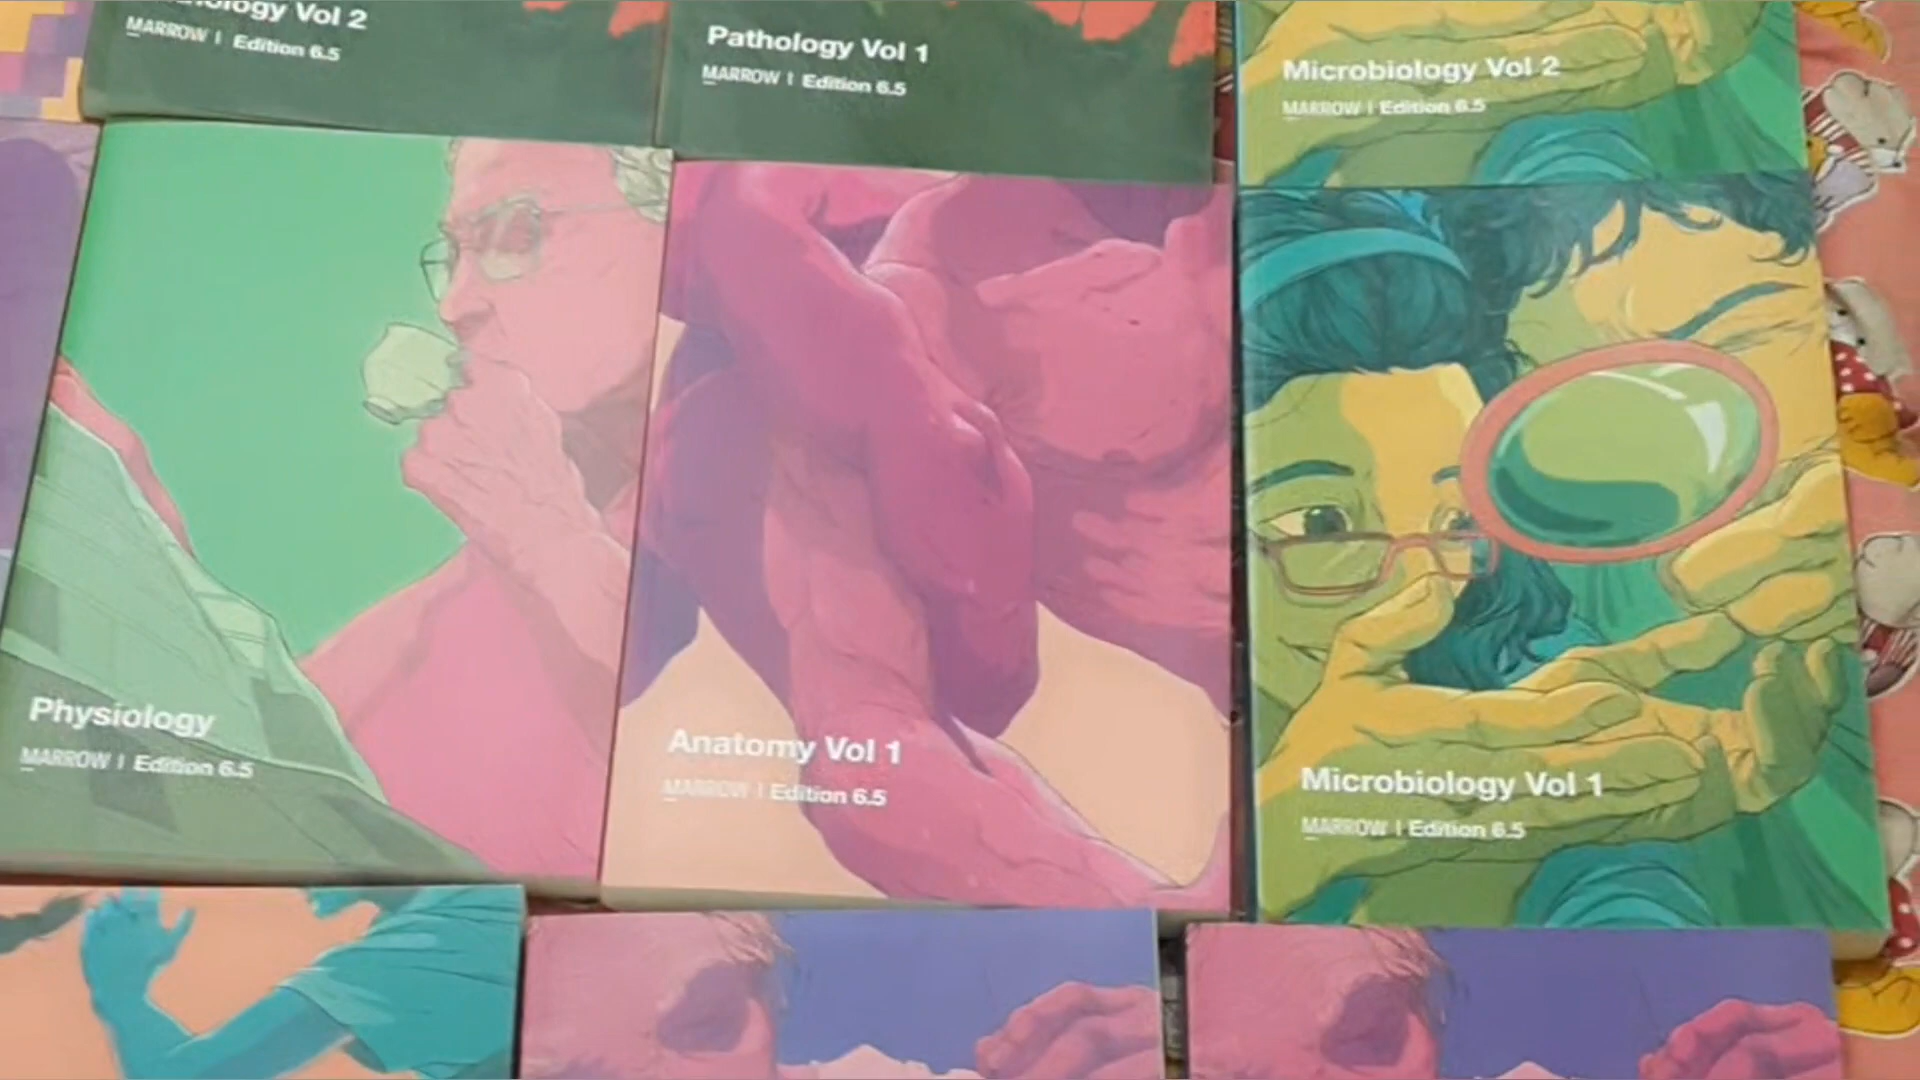 Vol 2
MARROW | Edition 6.5
Pathology Vol 1
MARROW | Edition 6.5
Microbiology Vol 2
MARROW | Edition 6.5
Physiology
MARROW | Edition 6.5
Anatomy Vol 1
MARROW | Edition 6.5
Microbiology Vol 1
MARROW | Edition 6.5